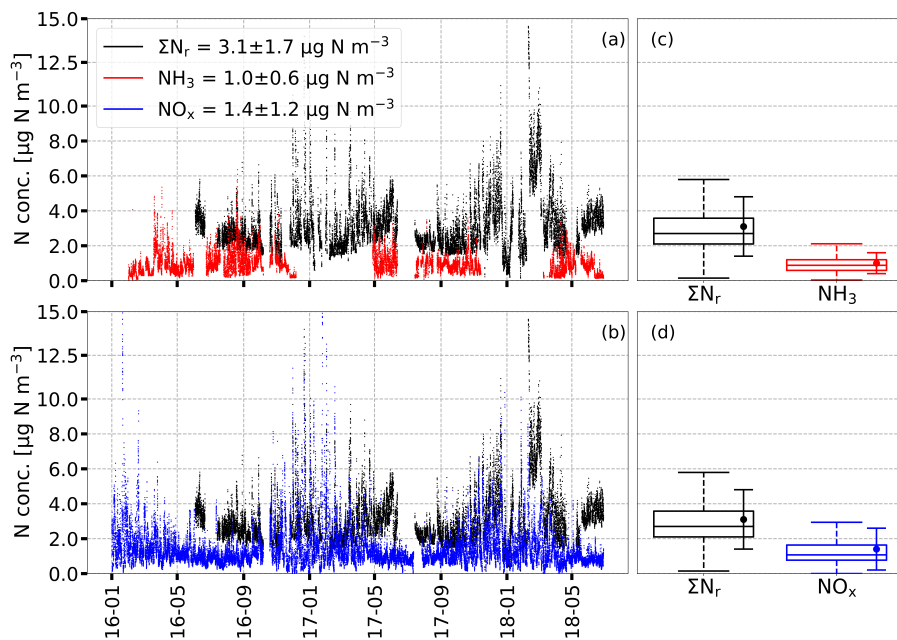 15.0
12.5
10.0
8.0
6.0
4.0
2.0
0.0
N conc. [μg N m⁻³]
ΣNᵣ = 3.1±1.7 μg N m⁻³
NH₃ = 1.0±0.6 μg N m⁻³
NOₓ = 1.4±1.2 μg N m⁻³
(a)
(c)
ΣNᵣ
NH₃
15.0
12.5
10.0
8.0
6.0
4.0
2.0
0.0
N conc. [μg N m⁻³]
(b)
(d)
16-01
16-05
16-09
17-01
17-05
17-09
18-01
18-05
ΣNᵣ
NOₓ